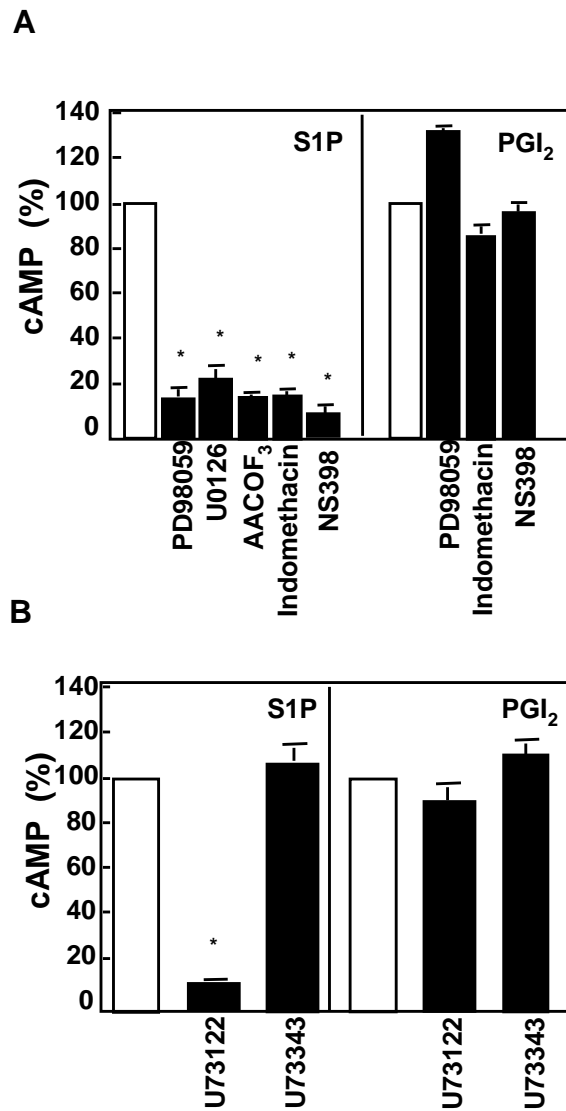 A
140
120
100
80
60
40
20
0
cAMP (%)
S1P
PGI2
*
*
*
*
*
PD98059
U0126
AACOF3
Indomethacin
NS398
PD98059
Indomethacin
NS398
B
140
120
100
80
60
40
20
0
cAMP (%)
S1P
PGI2
*
U73122
U73343
U73122
U73343